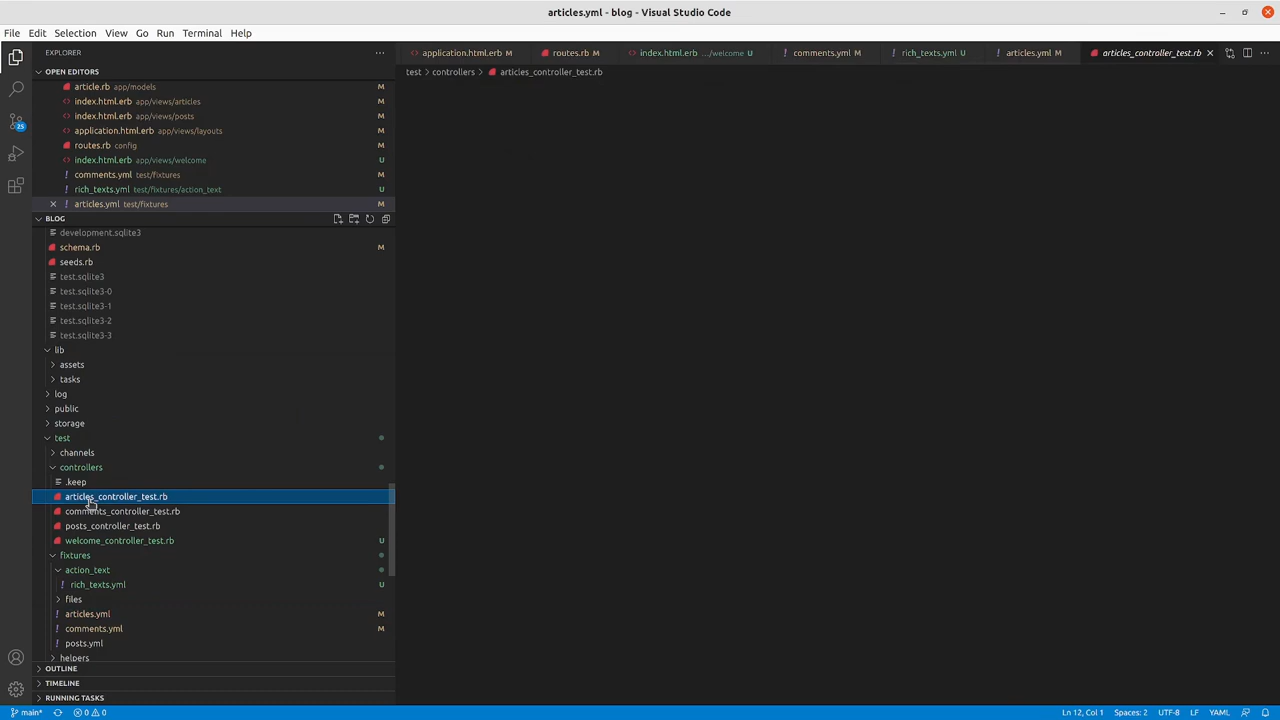 articles.yml - blog - Visual Studio Code
File Edit Selection View Go Run Terminal Help
EXPLORER
application.html.erb M
routes.rb M
index.html.erb .../welcome U
comments.yml M
rich_texts.yml U
articles.yml M
articles_controller_test.rb
test > controllers > articles_controller_test.rb
OPEN EDITORS
article.rb app/models M
index.html.erb app/views/articles M
index.html.erb app/views/posts M
application.html.erb app/views/layouts M
routes.rb config M
index.html.erb app/views/welcome U
comments.yml test/fixtures M
rich_texts.yml test/fixtures/action_text U
articles.yml test/fixtures M
BLOG
development.sqlite3
schema.rb M
seeds.rb
test.sqlite3
test.sqlite3-0
test.sqlite3-1
test.sqlite3-2
test.sqlite3-3
lib
assets
tasks
log
public
storage
test
channels
controllers
.keep
articles_controller_test.rb
comments_controller_test.rb
posts_controller_test.rb
welcome_controller_test.rb U
fixtures
action_text
rich_texts.yml U
files
articles.yml M
comments.yml M
posts.yml
helpers
OUTLINE
TIMELINE
RUNNING TASKS
25
main* 0 0 Ln 12, Col 1 Spaces: 2 UTF-8 LF YAML